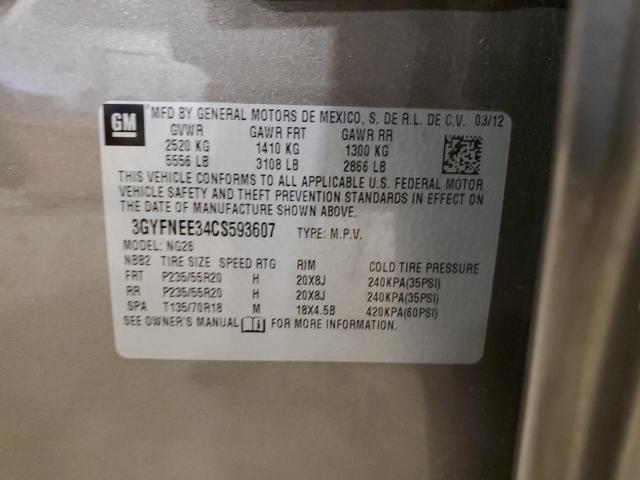 GM
MFD BY GENERAL MOTORS DE MEXICO, S. DE R.L. DE C.V. 03/12
GVWR GAWR FRT GAWR RR
2520 KG 1410 KG 1300 KG
5556 LB 3108 LB 2866 LB
THIS VEHICLE CONFORMS TO ALL APPLICABLE U.S. FEDERAL MOTOR
VEHICLE SAFETY AND THEFT PREVENTION STANDARDS IN EFFECT ON
THE DATE OF MANUFACTURE SHOWN ABOVE.
3GYFNEE34CS593607 TYPE: M.P.V.
MODEL: NG26
NBB2 TIRE SIZE SPEED RTG RIM COLD TIRE PRESSURE
FRT P235/55R20 H 20X8J 240KPA(35PSI)
RR P235/55R20 H 20X8J 240KPA(35PSI)
SPA T135/70R18 M 18X4.5B 420KPA(60PSI)
SEE OWNER'S MANUAL FOR MORE INFORMATION.